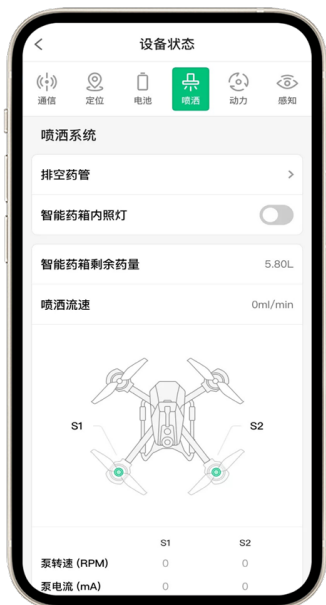 设备状态
通信 定位 电池 喷洒 动力 感知
喷洒系统
排空药管
智能药箱内照灯
智能药箱剩余药量 5.80L
喷洒流速 0ml/min
S1 S2
S1 S2
泵转速 (RPM) 0 0
泵电流 (mA) 0 0